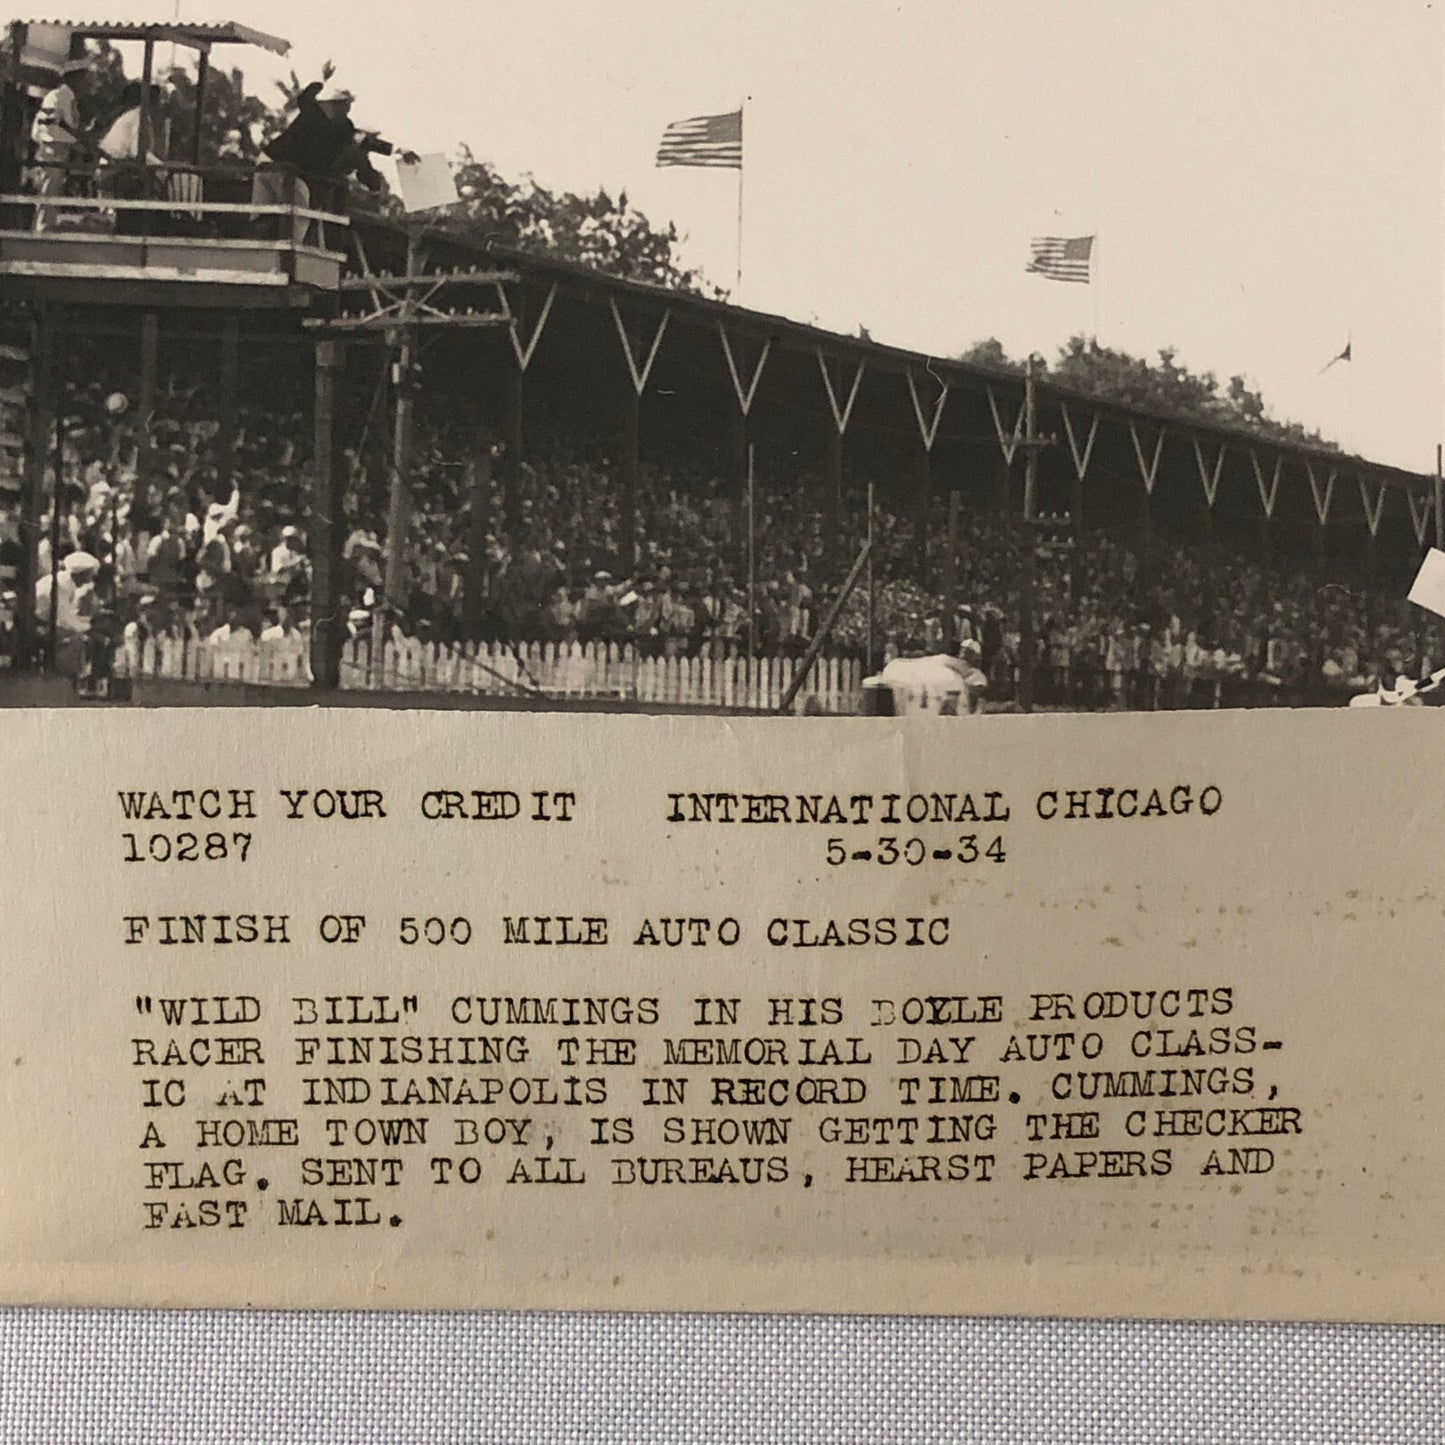 WATCH YOUR CREDIT INTERNATIONAL CHICAGO
10287 5-30-34
FINISH OF 500 MILE AUTO CLASSIC
"WILD BILL" CUMMINGS IN HIS BOYLE PRODUCTS
RACER FINISHING THE MEMORIAL DAY AUTO CLASS-
IC AT INDIANAPOLIS IN RECORD TIME. CUMMINGS,
A HOME TOWN BOY, IS SHOWN GETTING THE CHECKER
FLAG. SENT TO ALL BUREAUS, HEARST PAPERS AND
FAST MAIL.